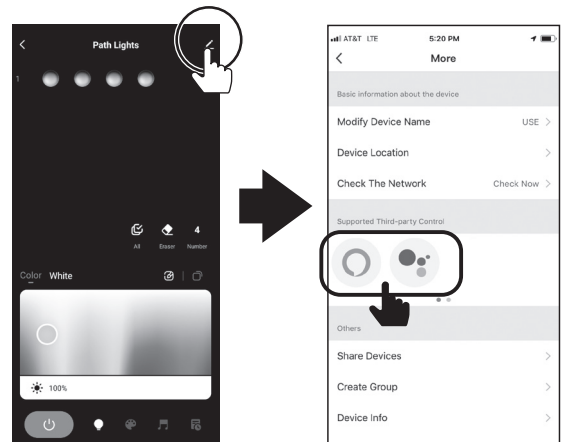 Path Lights
1
All Eraser 4 Number
Color White
100%
AT&T LTE 5:20 PM
More
Basic information about the device
Modify Device Name USE
Device Location
Check The Network Check Now
Supported Third-party Control
Others
Share Devices
Create Group
Device Info